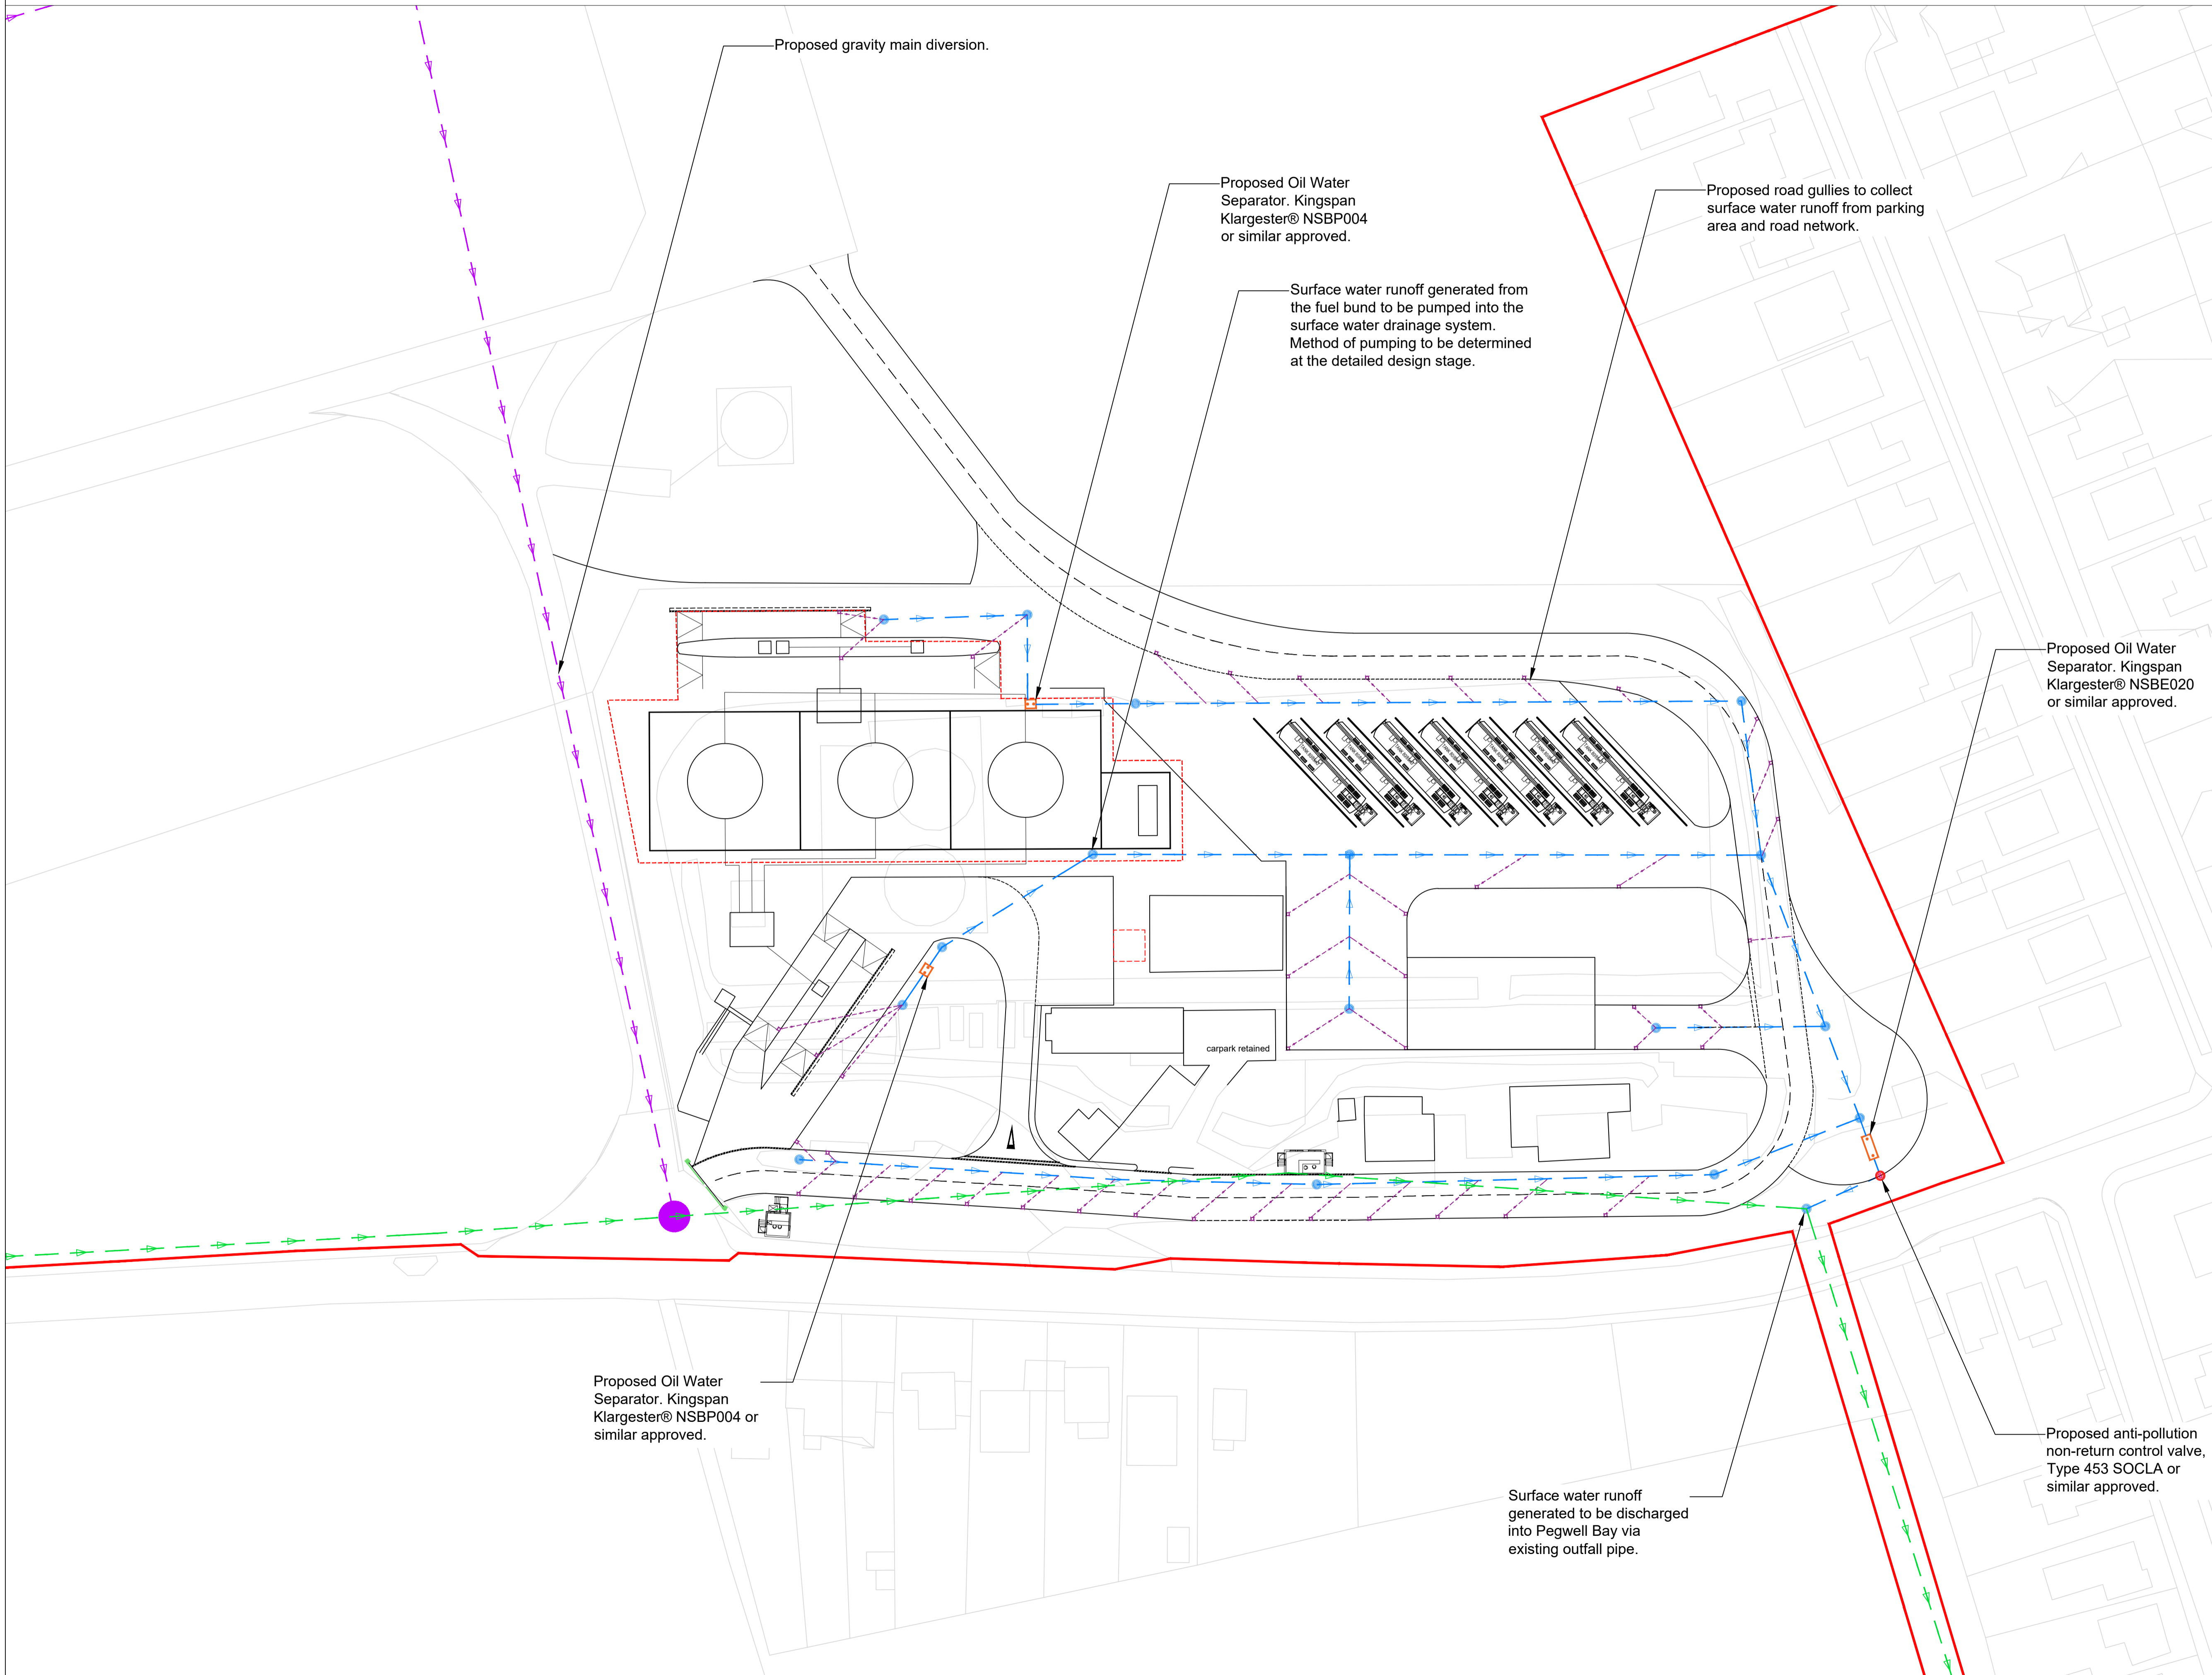 Proposed gravity main diversion.
Proposed Oil Water
Separator. Kingspan
Klargester® NSBP004
or similar approved.
Proposed road gullies to collect
surface water runoff from parking
area and road network.
Surface water runoff generated from
the fuel bund to be pumped into the
surface water drainage system.
Method of pumping to be determined
at the detailed design stage.
Proposed Oil Water
Separator. Kingspan
Klargester® NSBE020
or similar approved.
carpark retained
Proposed Oil Water
Separator. Kingspan
Klargester® NSBP004 or
similar approved.
Proposed anti-pollution
non-return control valve,
Type 453 SOCLA or
similar approved.
Surface water runoff
generated to be discharged
into Pegwell Bay via
existing outfall pipe.